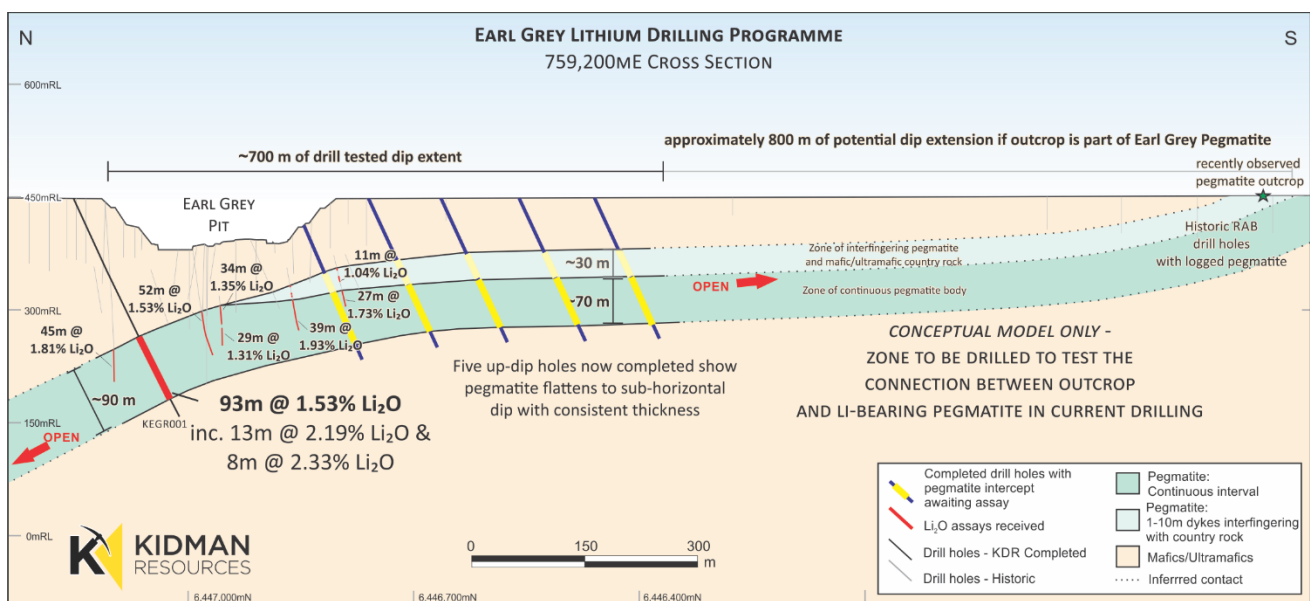 N
EARL GREY LITHIUM DRILLING PROGRAMME
759,200ME CROSS SECTION
S
600mRL
approximately 800 m of potential dip extension if outcrop is part of Earl Grey Pegmatite
~700 m of drill tested dip extent
recently observed
pegmatite outcrop
450mRL
EARL GREY
PIT
Historic RAB
drill holes
with logged pegmatite
11m @
1.04% Li₂O
Zone of interfingering pegmatite
and mafic/ultramafic country rock
~30 m
34m @
1.35% Li₂O
52m @
1.53% Li₂O
OPEN
Zone of continuous pegmatite body
27m @
1.73% Li₂O
~70 m
300mRL
45m @
1.81% Li₂O
29m @
1.31% Li₂O
39m @
1.93% Li₂O
CONCEPTUAL MODEL ONLY -
ZONE TO BE DRILLED TO TEST THE
CONNECTION BETWEEN OUTCROP
AND LI-BEARING PEGMATITE IN CURRENT DRILLING
Five up-dip holes now completed show
pegmatite flattens to sub-horizontal
dip with consistent thickness
~90 m
93m @ 1.53% Li₂O
inc. 13m @ 2.19% Li₂O &
8m @ 2.33% Li₂O
KEGR001
150mRL
OPEN
0mRL
KIDMAN
RESOURCES
0
150
300
m
Completed drill holes with
pegmatite intercept
awaiting assay
Li₂O assays received
Drill holes - KDR Completed
Drill holes - Historic
Pegmatite:
Continuous interval
Pegmatite:
1-10m dykes interfingering
with country rock
Mafics/Ultramafics
Inferrred contact
6,447,000mN
6,446,700mN
6,446,400mN